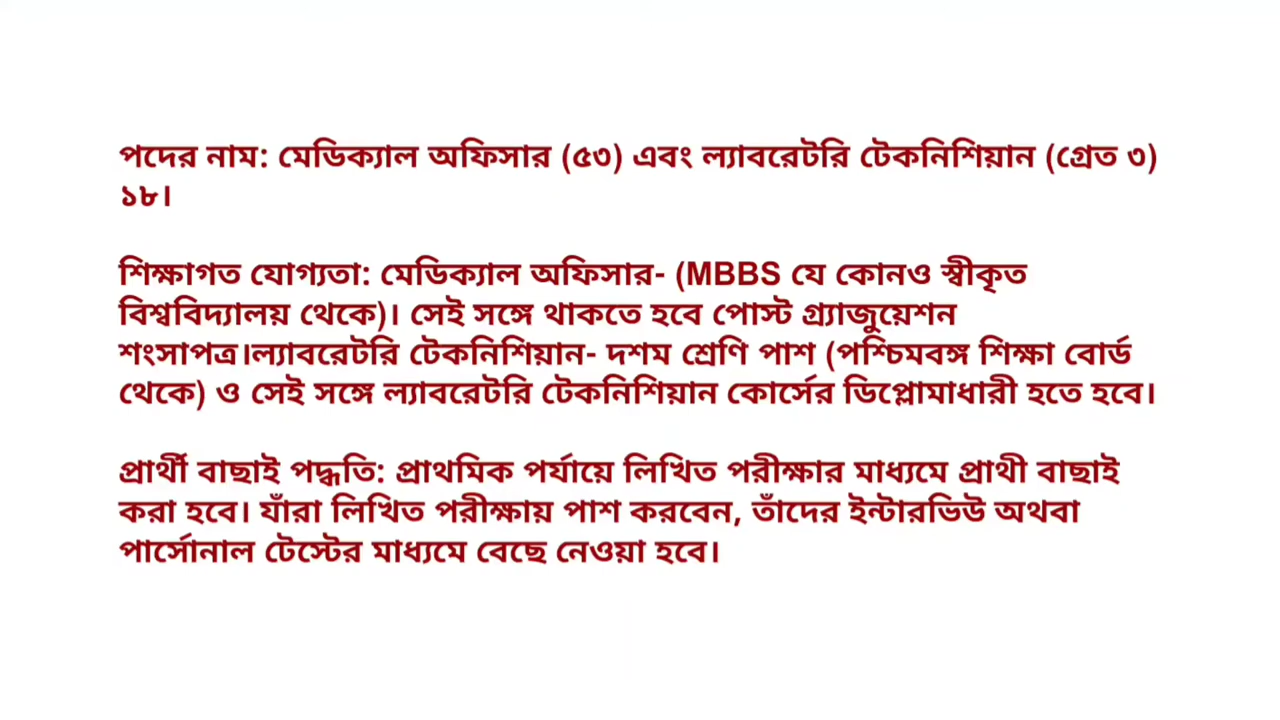 পদের নাম: মেডিক্যাল অফিসার (৫৩) এবং ল্যাবরেটরি টেকনিশিয়ান (গ্রেত ৩)
১৮।
শিক্ষাগত যোগ্যতা: মেডিক্যাল অফিসার- (MBBS যে কোনও স্বীকৃত
বিশ্ববিদ্যালয় থেকে)। সেই সঙ্গে থাকতে হবে পোস্ট গ্র্যাজুয়েশন
শংসাপত্র।ল্যাবরেটরি টেকনিশিয়ান- দশম শ্রেণি পাশ (পশ্চিমবঙ্গ শিক্ষা বোর্ড
থেকে) ও সেই সঙ্গে ল্যাবরেটরি টেকনিশিয়ান কোর্সের ডিপ্লোমাধারী হতে হবে।
প্রার্থী বাছাই পদ্ধতি: প্রাথমিক পর্যায়ে লিখিত পরীক্ষার মাধ্যমে প্রাথী বাছাই
করা হবে। যাঁরা লিখিত পরীক্ষায় পাশ করবেন, তাঁদের ইন্টারভিউ অথবা
পার্সোনাল টেস্টের মাধ্যমে বেছে নেওয়া হবে।